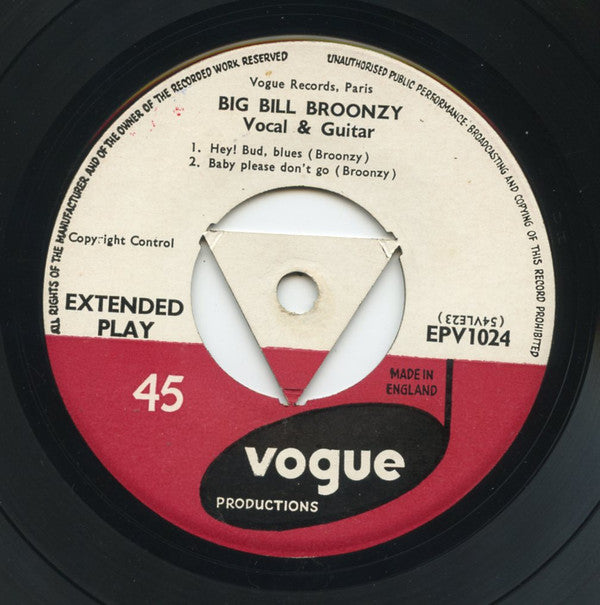 ALL RIGHTS OF THE MANUFACTURER AND OF THE OWNER OF THE RECORDED WORK RESERVED
UNAUTHORISED PUBLIC PERFORMANCE· BROADCASTING AND COPYING OF THIS RECORD PROHIBITED
Vogue Records, Paris
BIG BILL BROONZY
Vocal & Guitar
1. Hey! Bud, blues (Broonzy)
2. Baby please don't go (Broonzy)
Copyright Control
EXTENDED
PLAY
(54VLE23)
EPV1024
45
MADE IN
ENGLAND
vogue
PRODUCTIONS